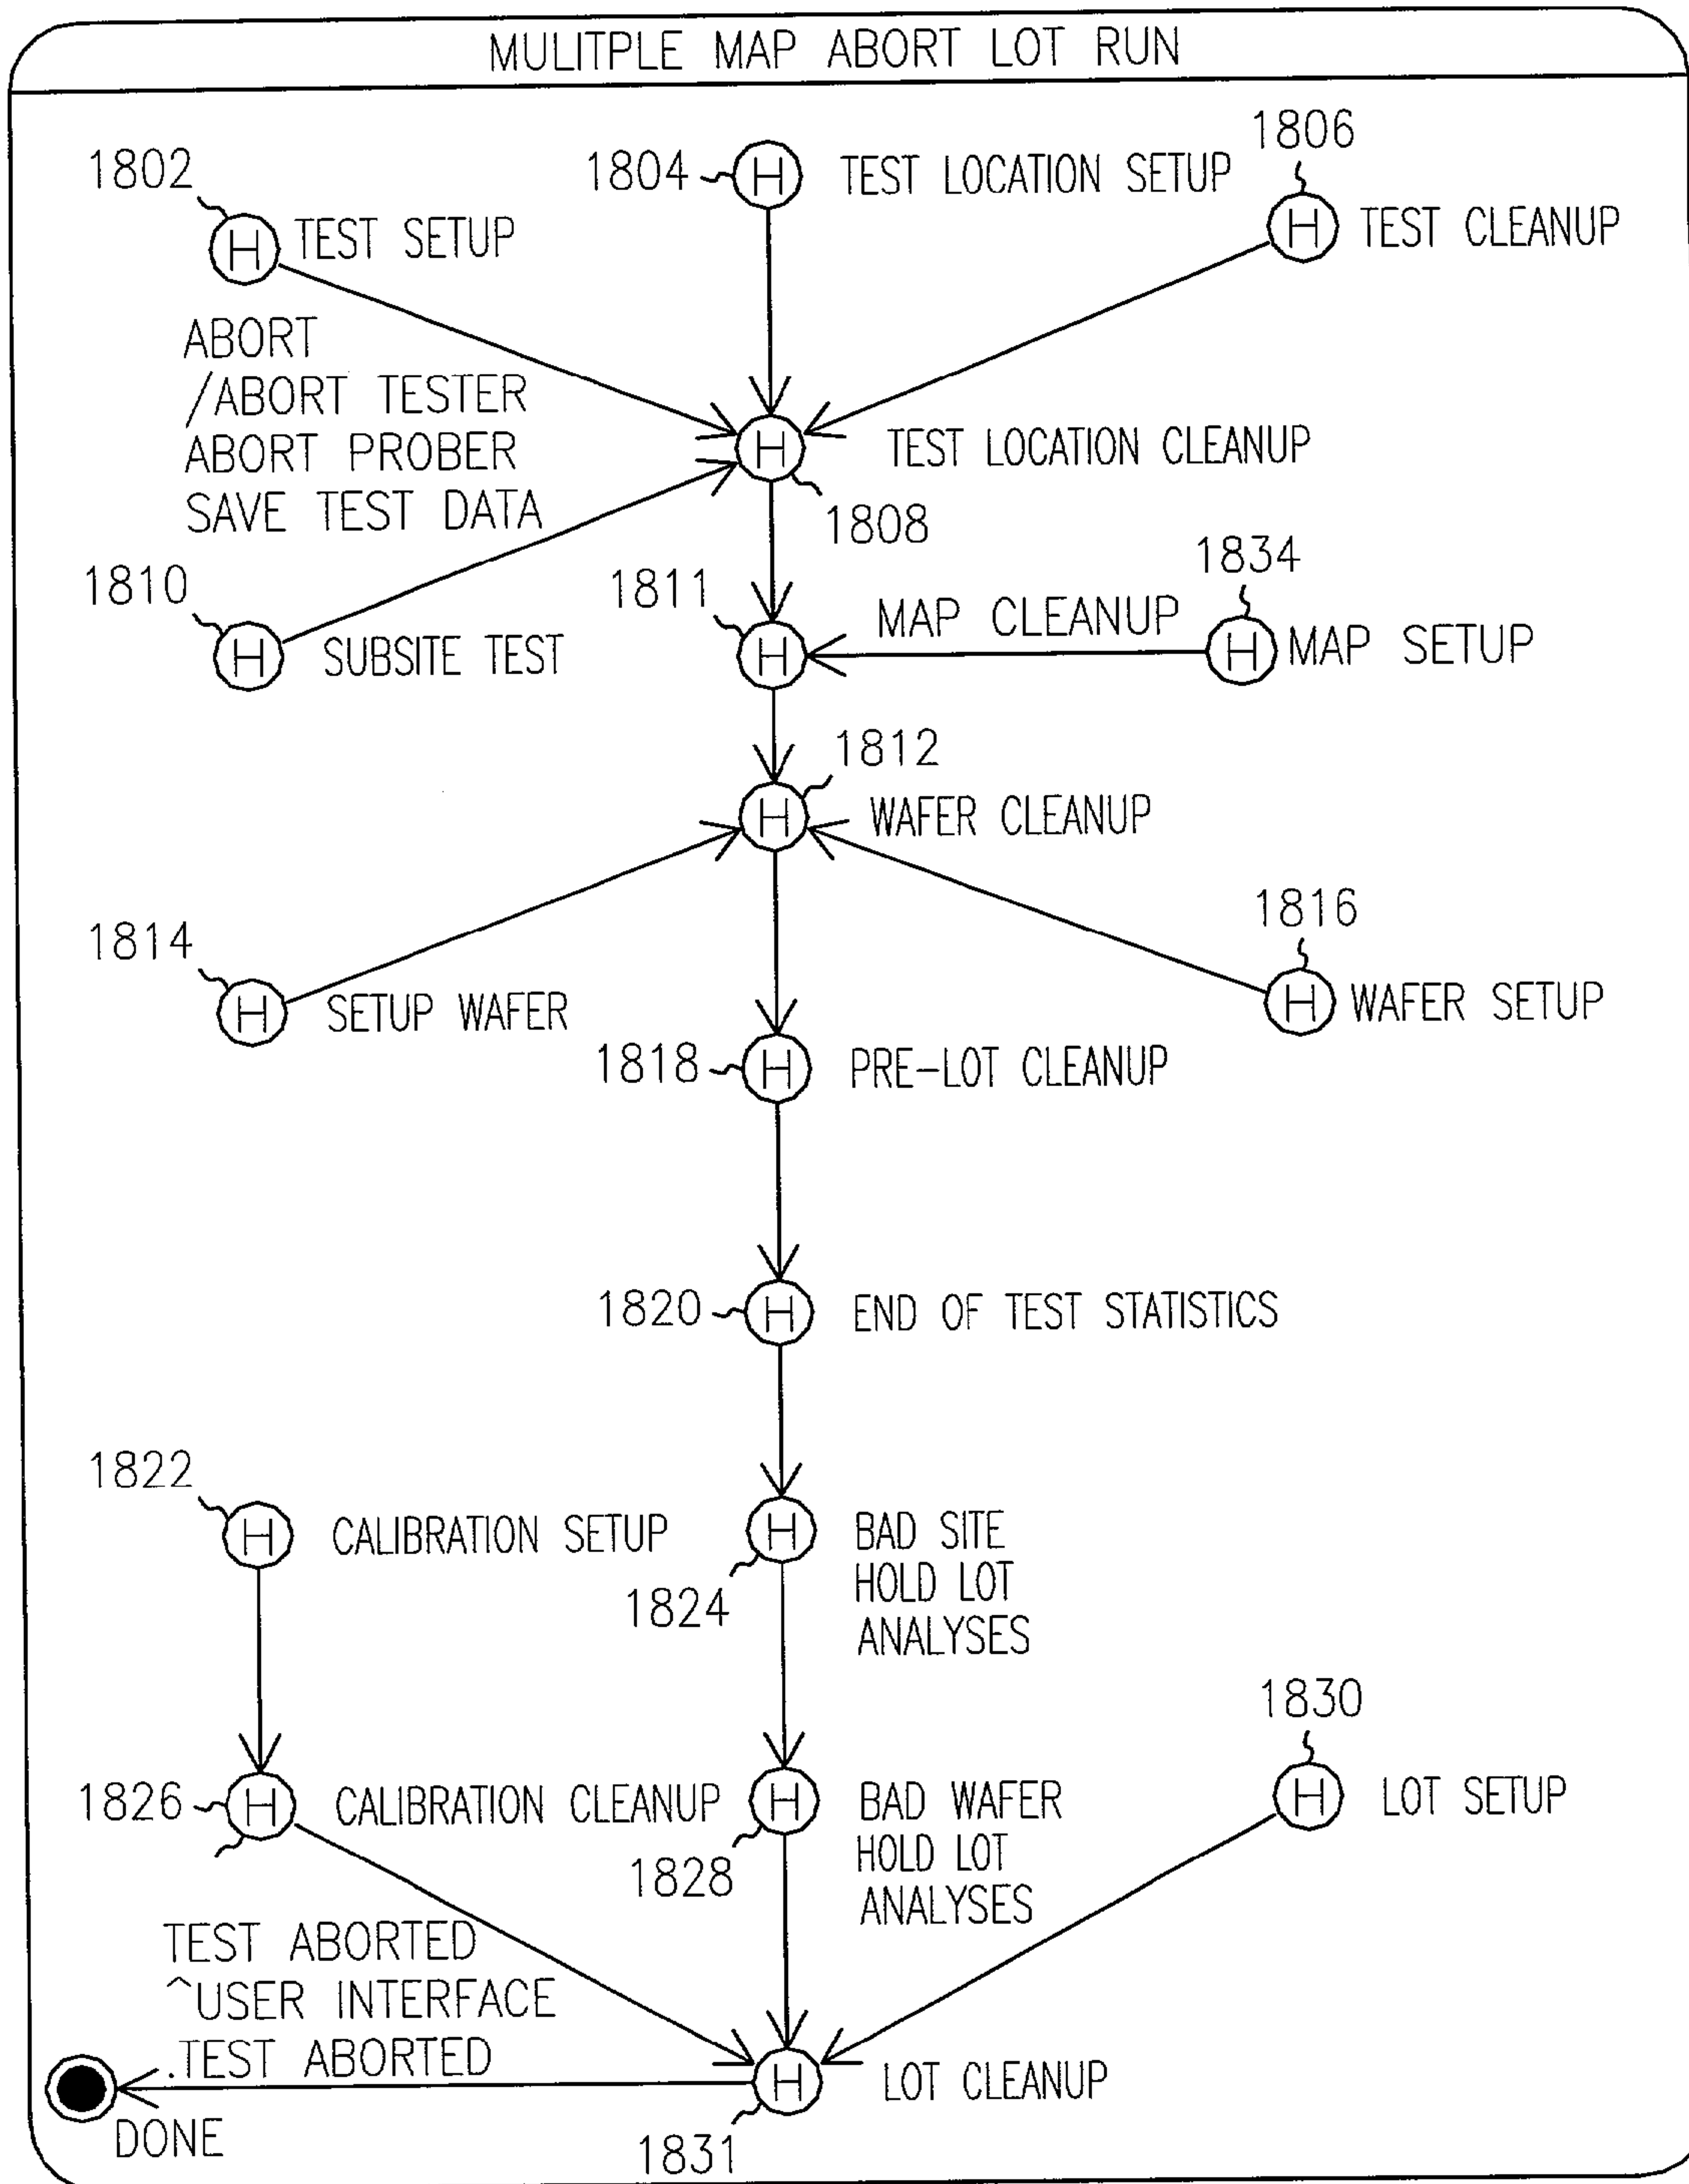 MULITPLE MAP ABORT LOT RUN
1802
1804
1806
H TEST SETUP
H TEST LOCATION SETUP
H TEST CLEANUP
ABORT
/ABORT TESTER
ABORT PROBER
SAVE TEST DATA
H TEST LOCATION CLEANUP
1808
1810
H SUBSITE TEST
1811
H
MAP CLEANUP
1834
H MAP SETUP
1812
H WAFER CLEANUP
1814
H SETUP WAFER
1816
H WAFER SETUP
1818 H PRE-LOT CLEANUP
1820 H END OF TEST STATISTICS
1822
H CALIBRATION SETUP
H BAD SITE
HOLD LOT
ANALYSES
1824
1826 H CALIBRATION CLEANUP
H BAD WAFER
HOLD LOT
ANALYSES
1828
1830
H LOT SETUP
TEST ABORTED
^USER INTERFACE
.TEST ABORTED
DONE
H LOT CLEANUP
1831